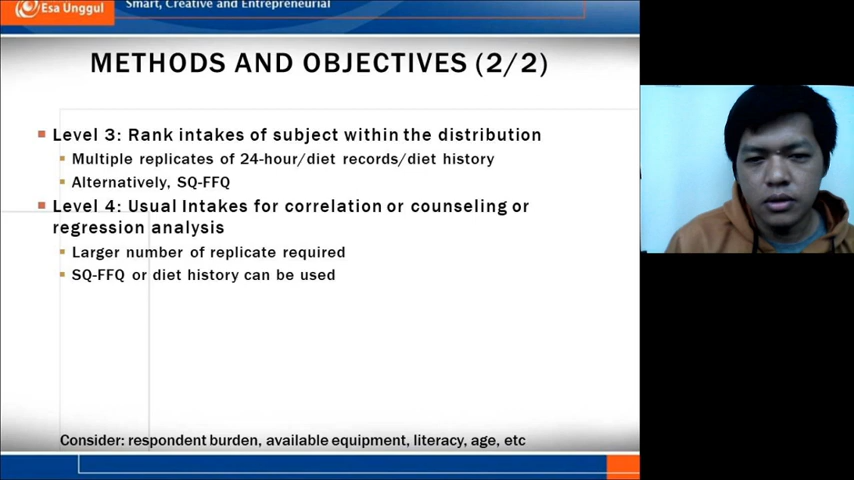 Esa Unggul
Smart, Creative and Entrepreneurial
METHODS AND OBJECTIVES (2/2)
Level 3: Rank intakes of subject within the distribution
Multiple replicates of 24-hour/diet records/diet history
Alternatively, SQ-FFQ
Level 4: Usual Intakes for correlation or counseling or
regression analysis
Larger number of replicate required
SQ-FFQ or diet history can be used
Consider: respondent burden, available equipment, literacy, age, etc